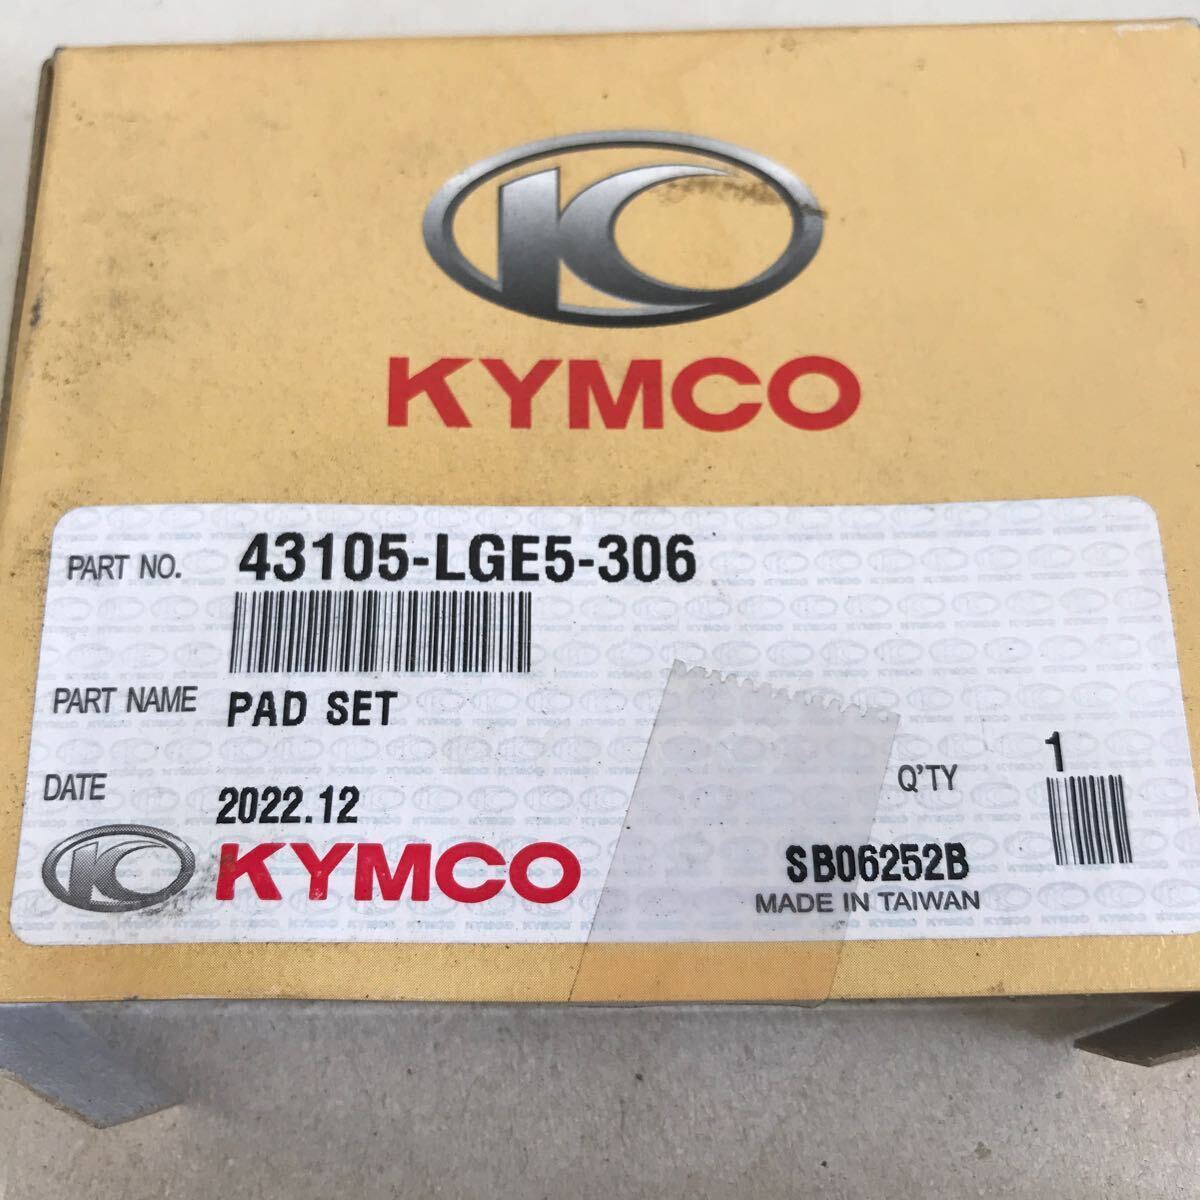 KYMCO
PART NO. 43105-LGE5-306
PART NAME PAD SET
DATE 2022.12
Q'TY 1
KYMCO
SB06252B
MADE IN TAIWAN